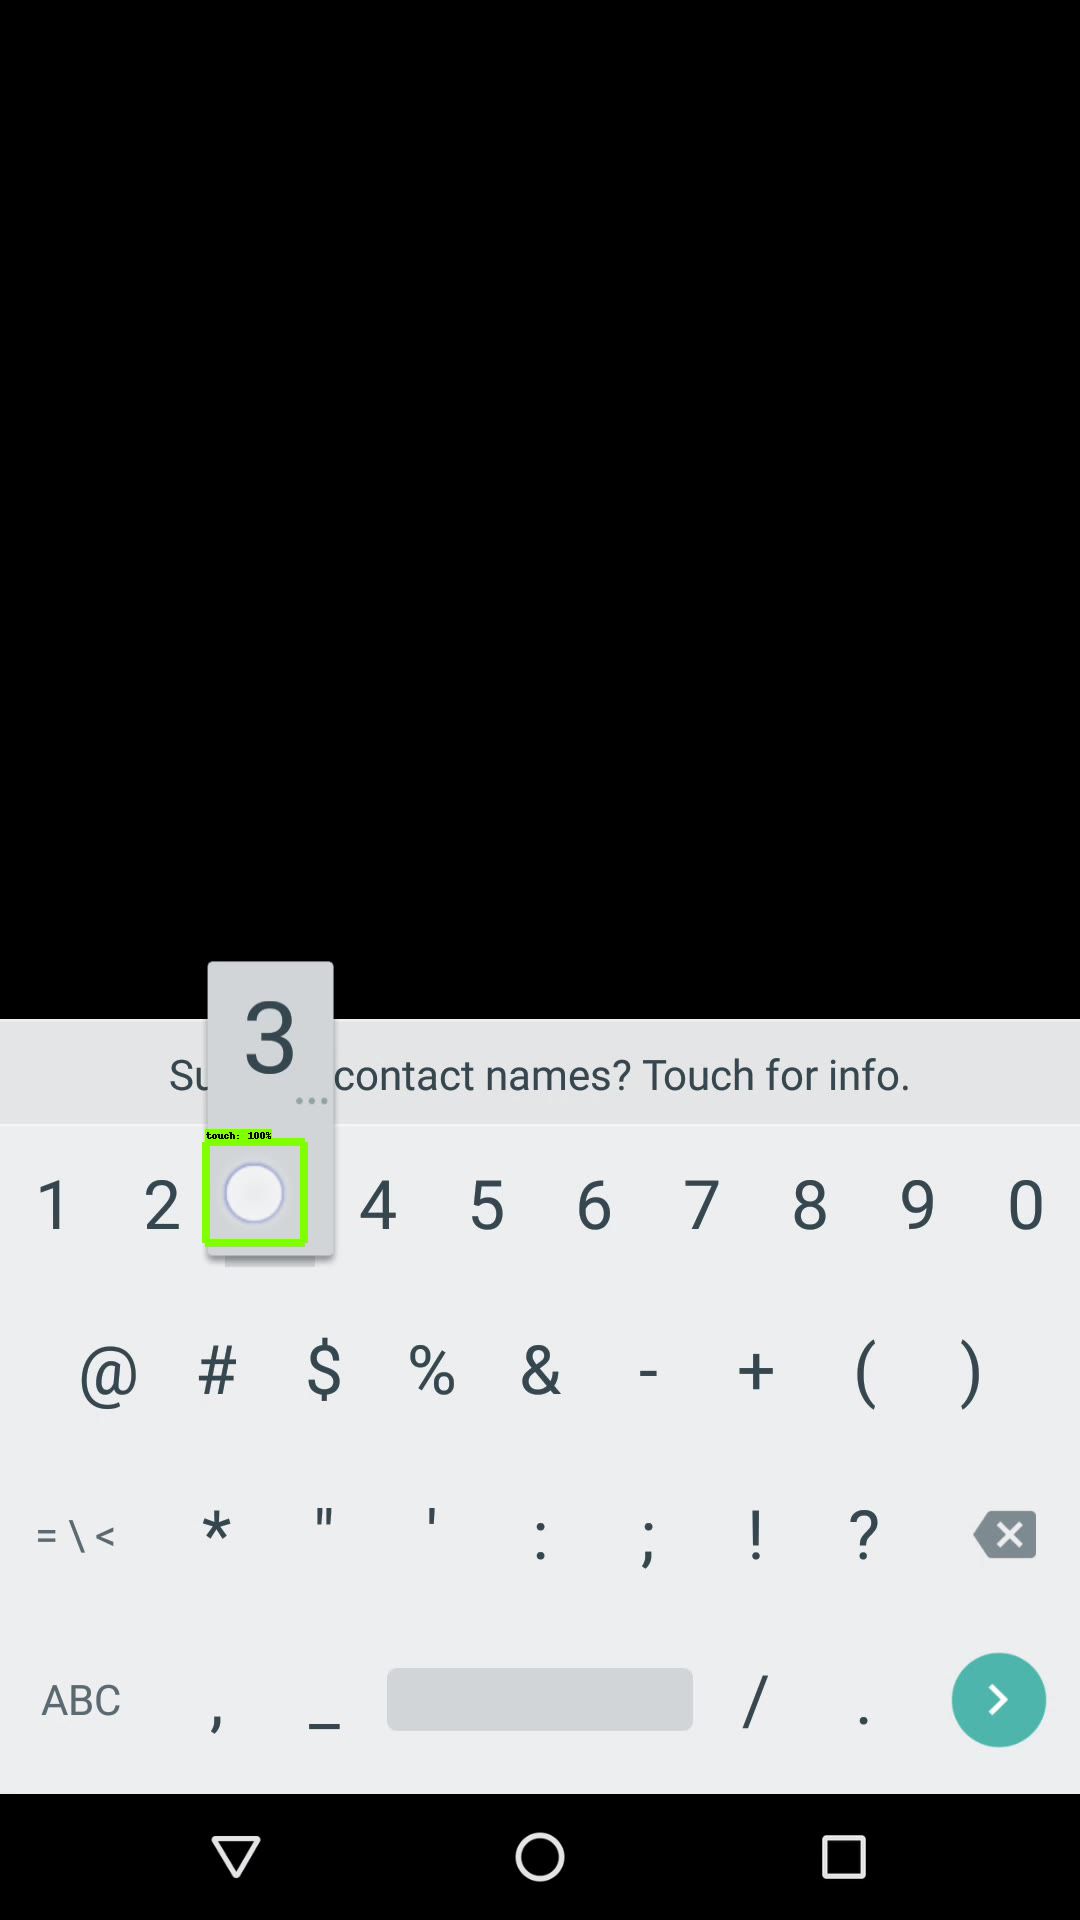 3
Su contact names? Touch for info.
touch: 100%
1 2 4 5 6 7 8 9 0
@ # $ % & - + ( )
= \ < * " ' : ; ! ?
ABC , _ / .